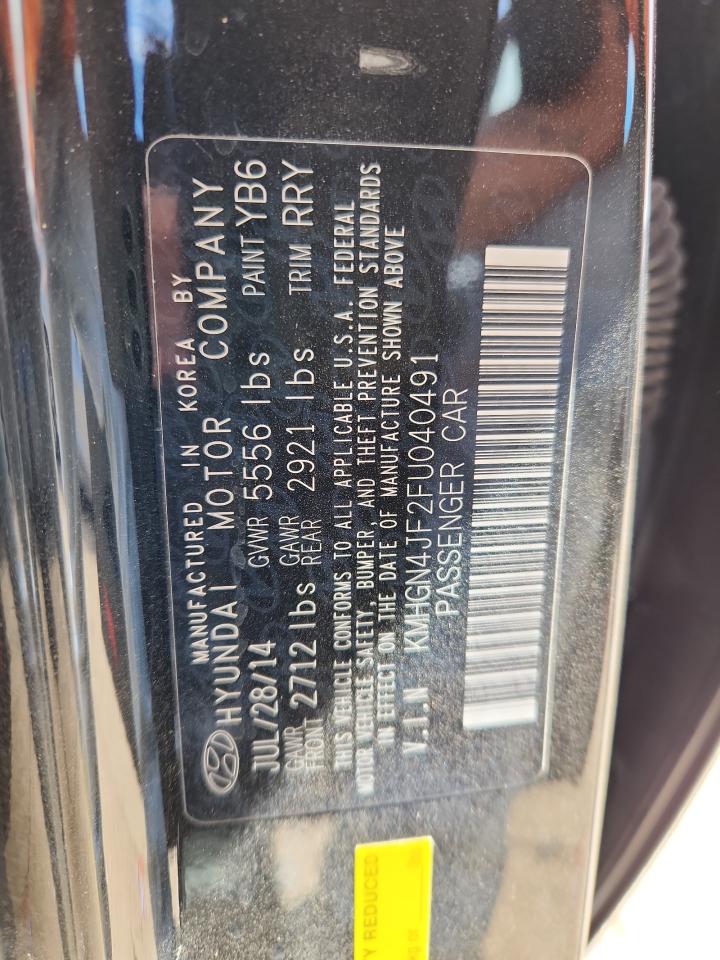 MANUFACTURED IN KOREA BY
HYUNDAI MOTOR COMPANY
JUL/28/14 GVWR 5556 lbs PAINT YB6
GAWR FRONT 2712 lbs GAWR REAR 2921 lbs TRIM RRY
THIS VEHICLE CONFORMS TO ALL APPLICABLE U.S.A. FEDERAL
MOTOR VEHICLE SAFETY, BUMPER, AND THEFT PREVENTION STANDARDS
IN EFFECT ON THE DATE OF MANUFACTURE SHOWN ABOVE
V.I.N KMHGN4JF2FU040491
PASSENGER CAR
Y REDUCED
kg or